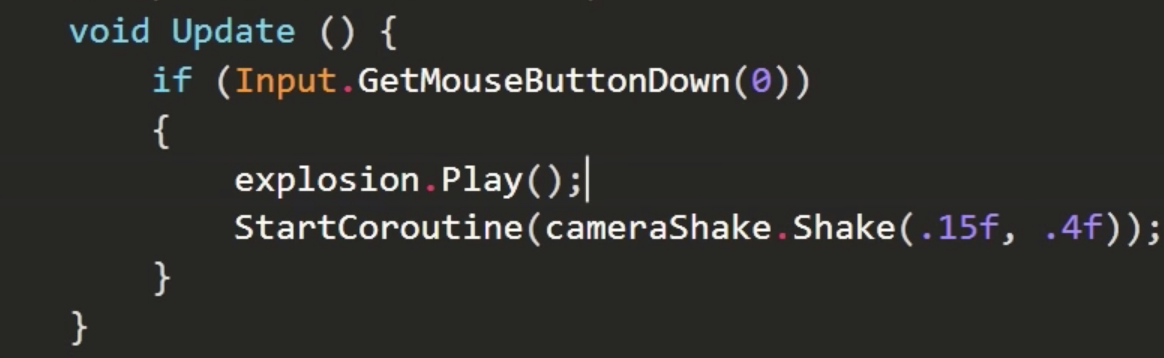 void Update () {
if (Input.GetMouseButtonDown(0))
{
explosion.Play();
StartCoroutine(cameraShake.Shake(.15f, .4f));
}
}